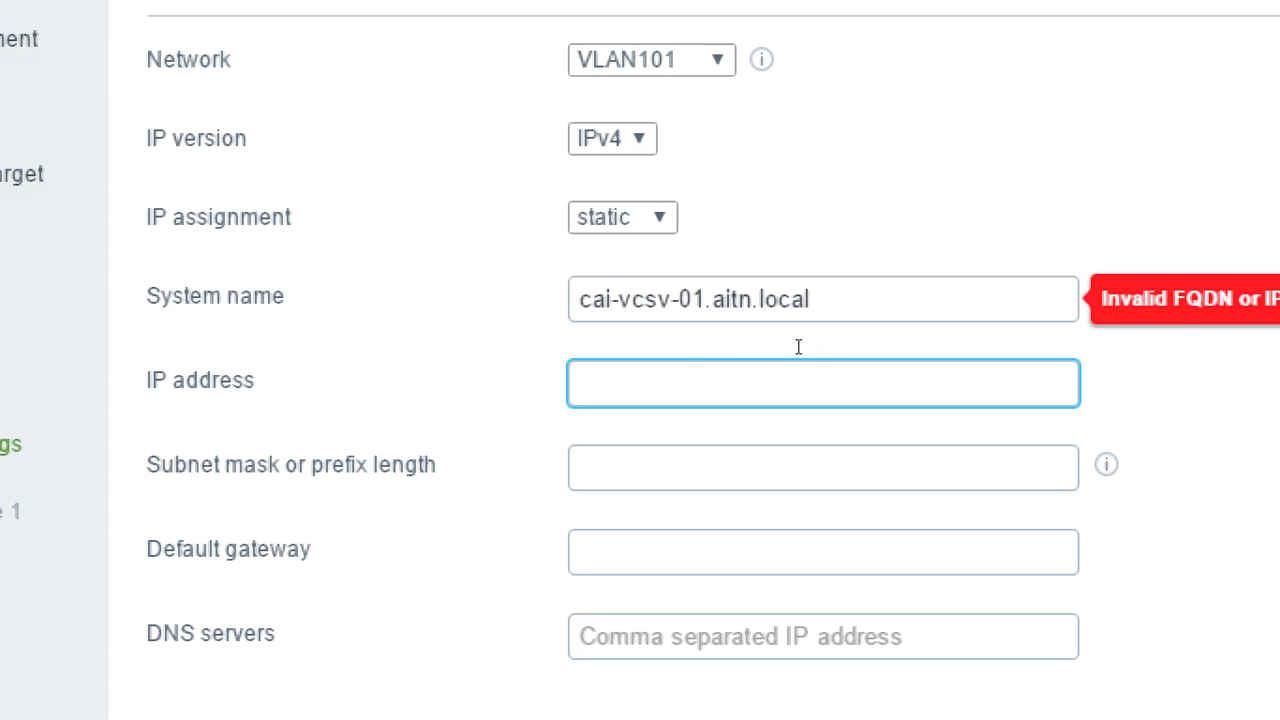 ment
Network VLAN101
IP version IPv4
arget
IP assignment static
System name cai-vcsv-01.aitn.local Invalid FQDN or IP
IP address
gs
Subnet mask or prefix length
e 1
Default gateway
DNS servers Comma separated IP address